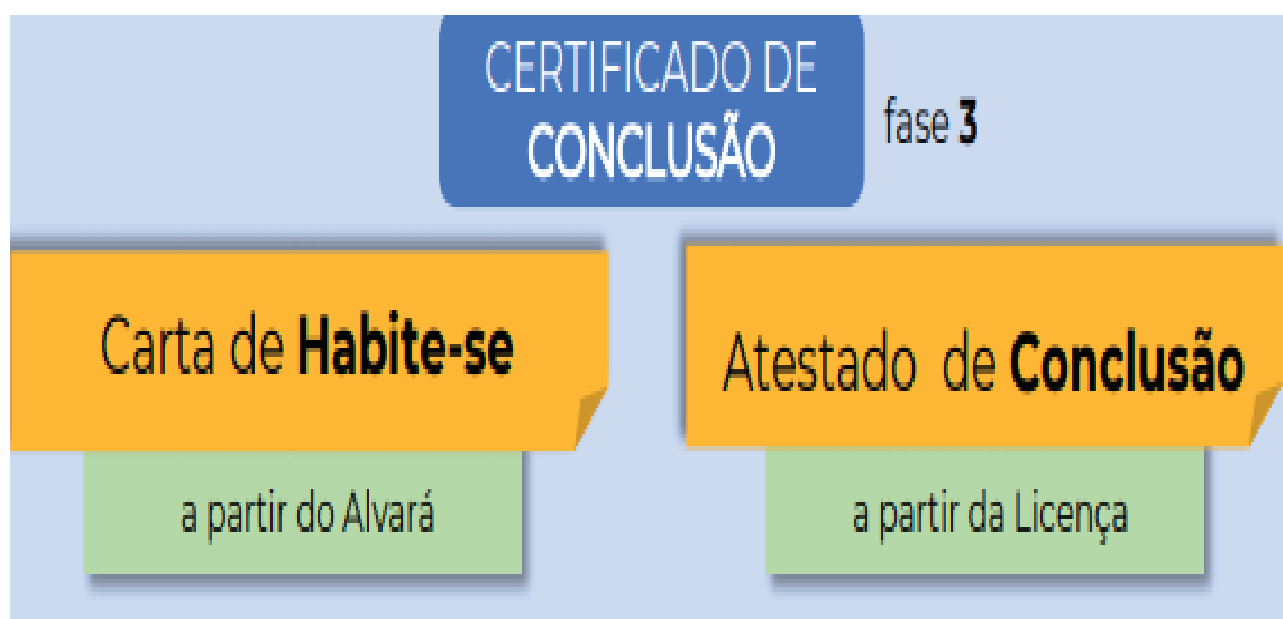 CERTIFICADO DE
CONCLUSÃO
fase 3
Carta de Habite-se
a partir do Alvará
Atestado de Conclusão
a partir da Licença